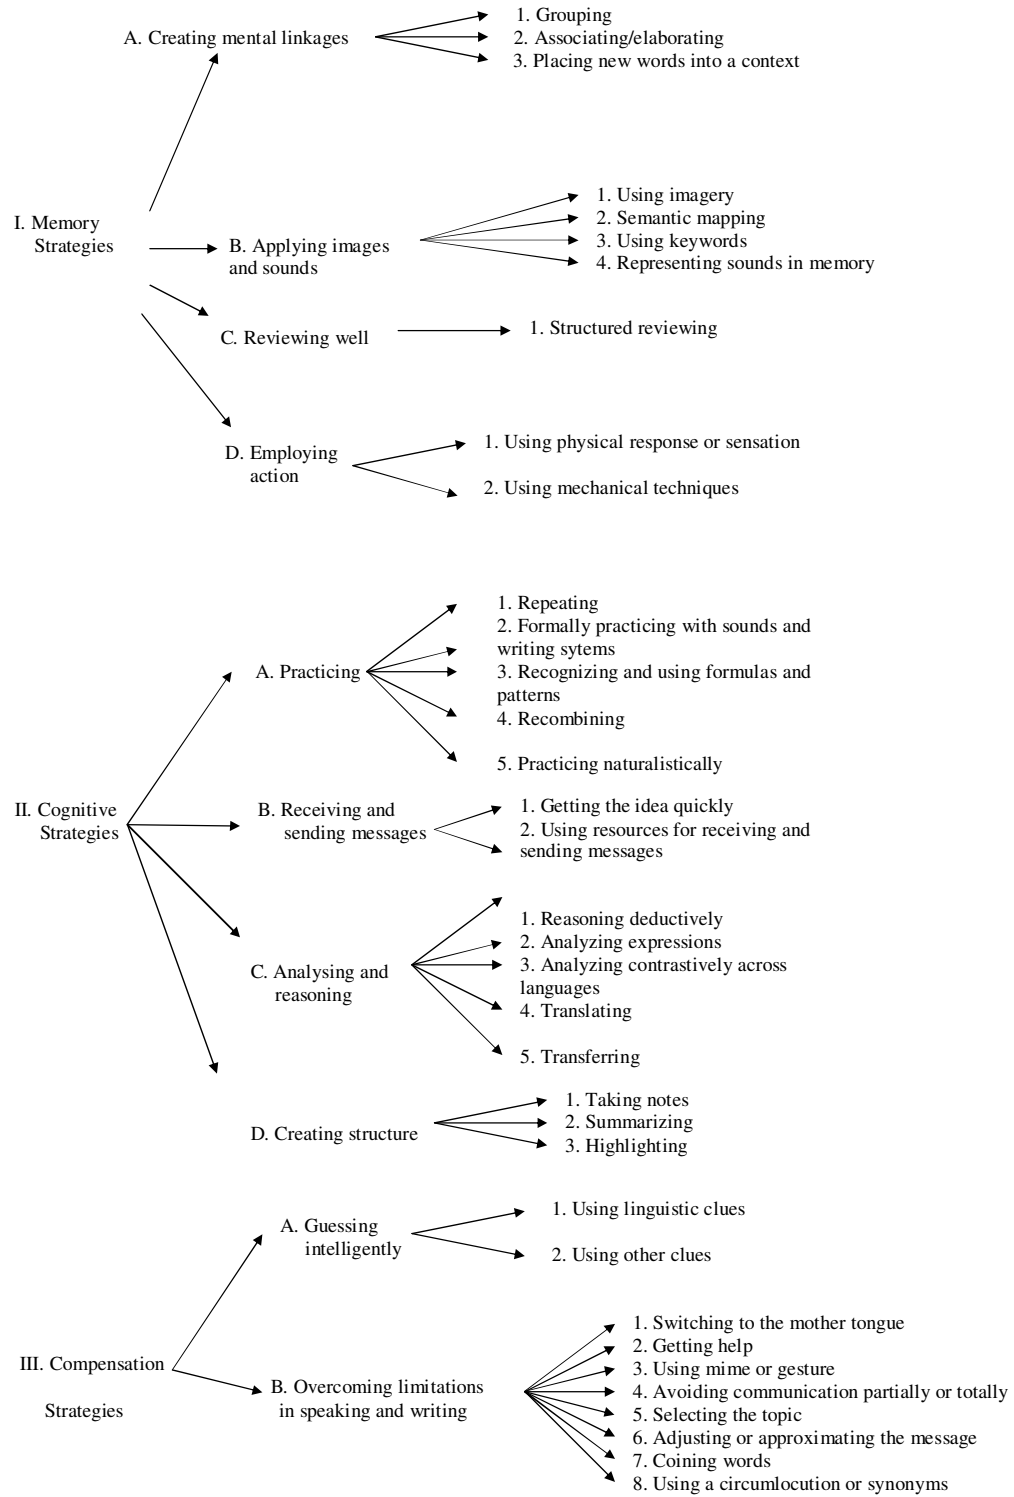 A. Creating mental linkages
1. Grouping
2. Associating/elaborating
3. Placing new words into a context
I. Memory
Strategies
B. Applying images
and sounds
1. Using imagery
2. Semantic mapping
3. Using keywords
4. Representing sounds in memory
C. Reviewing well
1. Structured reviewing
D. Employing
action
1. Using physical response or sensation
2. Using mechanical techniques
II. Cognitive
Strategies
A. Practicing
1. Repeating
2. Formally practicing with sounds and
writing sytems
3. Recognizing and using formulas and
patterns
4. Recombining
5. Practicing naturalistically
B. Receiving and
sending messages
1. Getting the idea quickly
2. Using resources for receiving and
sending messages
C. Analysing and
reasoning
1. Reasoning deductively
2. Analyzing expressions
3. Analyzing contrastively across
languages
4. Translating
5. Transferring
D. Creating structure
1. Taking notes
2. Summarizing
3. Highlighting
III. Compensation
Strategies
A. Guessing
intelligently
1. Using linguistic clues
2. Using other clues
B. Overcoming limitations
in speaking and writing
1. Switching to the mother tongue
2. Getting help
3. Using mime or gesture
4. Avoiding communication partially or totally
5. Selecting the topic
6. Adjusting or approximating the message
7. Coining words
8. Using a circumlocution or synonyms